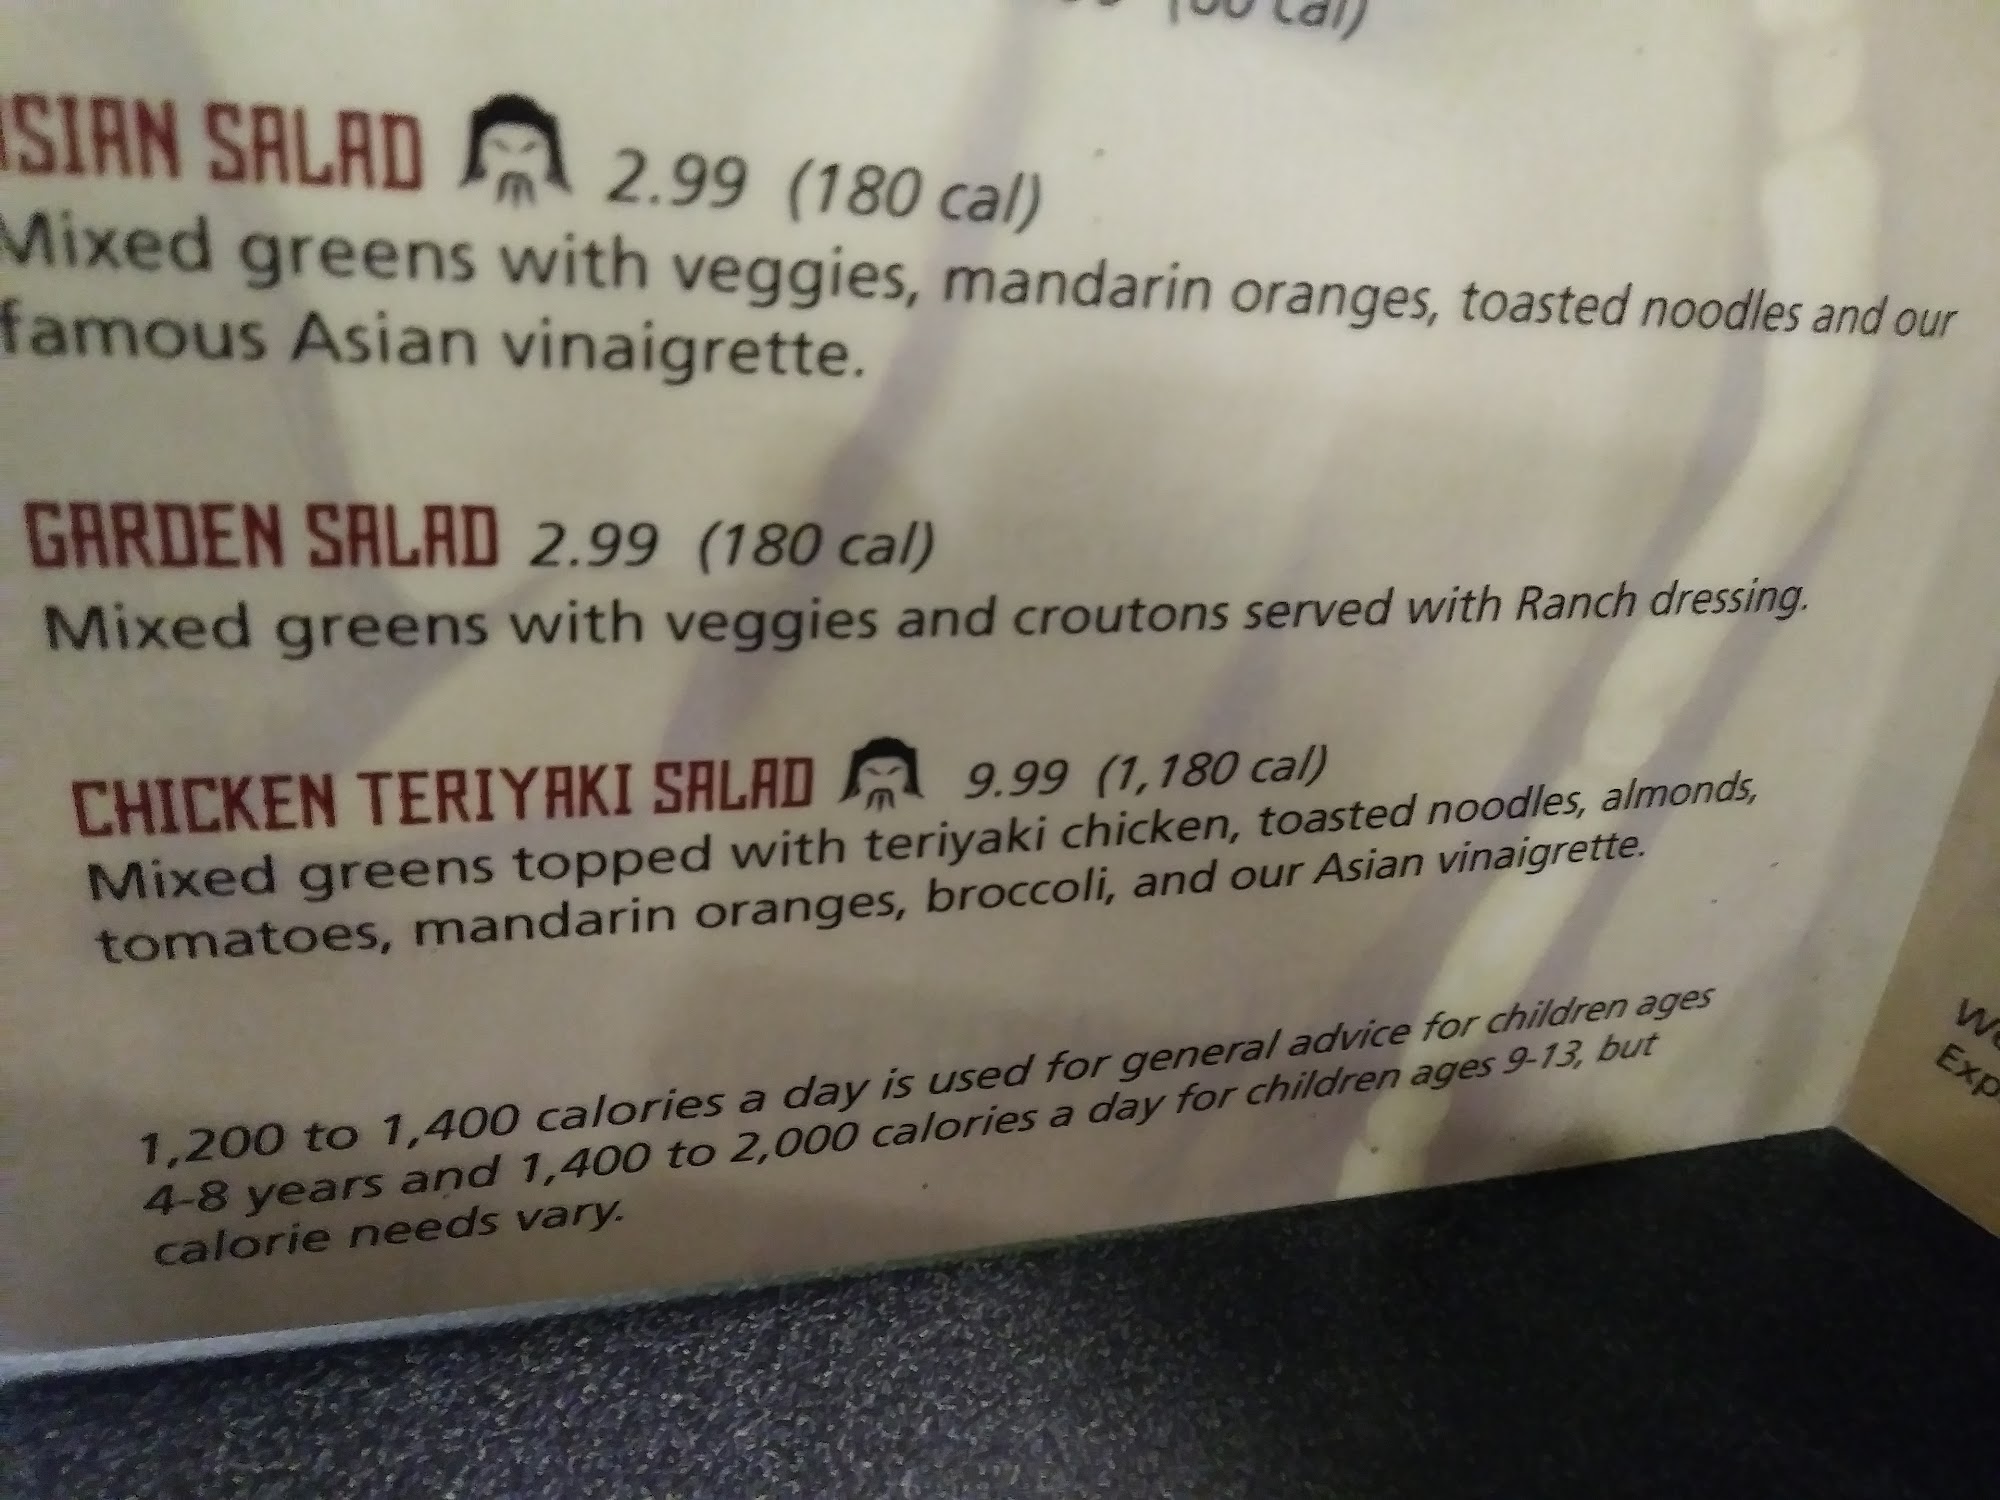 cal)
SIAN SALAD 2.99 (180 cal)
Mixed greens with veggies, mandarin oranges, toasted noodles and our
famous Asian vinaigrette.
GARDEN SALAD 2.99 (180 cal)
Mixed greens with veggies and croutons served with Ranch dressing.
CHICKEN TERIYAKI SALAD 9.99 (1,180 cal)
Mixed greens topped with teriyaki chicken, toasted noodles, almonds,
tomatoes, mandarin oranges, broccoli, and our Asian vinaigrette.
1,200 to 1,400 calories a day is used for general advice for children ages
4-8 years and 1,400 to 2,000 calories a day for children ages 9-13, but
calorie needs vary.